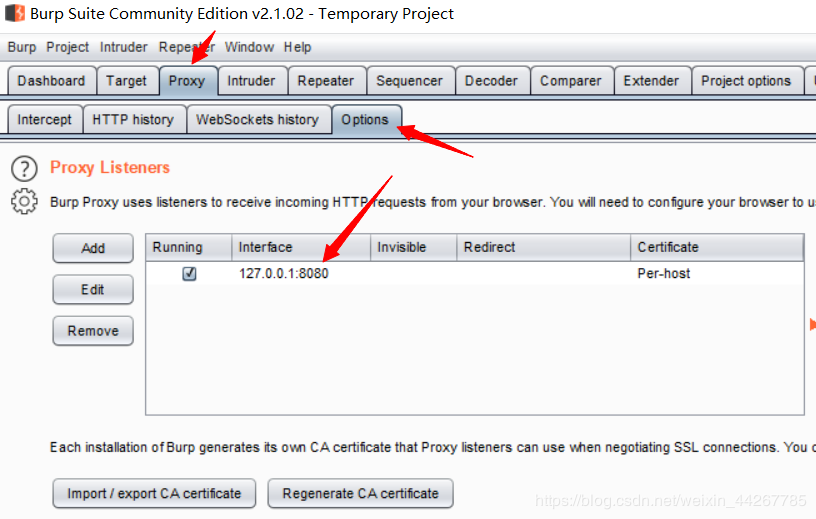 Burp Suite Community Edition v2.1.02 - Temporary Project
Burp Project Intruder Repeater Window Help
Dashboard Target Proxy Intruder Repeater Sequencer Decoder Comparer Extender Project options
Intercept HTTP history WebSockets history Options
Proxy Listeners
Burp Proxy uses listeners to receive incoming HTTP requests from your browser. You will need to configure your browser to
Add Running Interface Invisible Redirect Certificate
127.0.0.1:8080 Per-host
Edit
Remove
Each installation of Burp generates its own CA certificate that Proxy listeners can use when negotiating SSL connections. You
Import / export CA certificate Regenerate CA certificate
https://blog.csdn.net/weixin_44267785